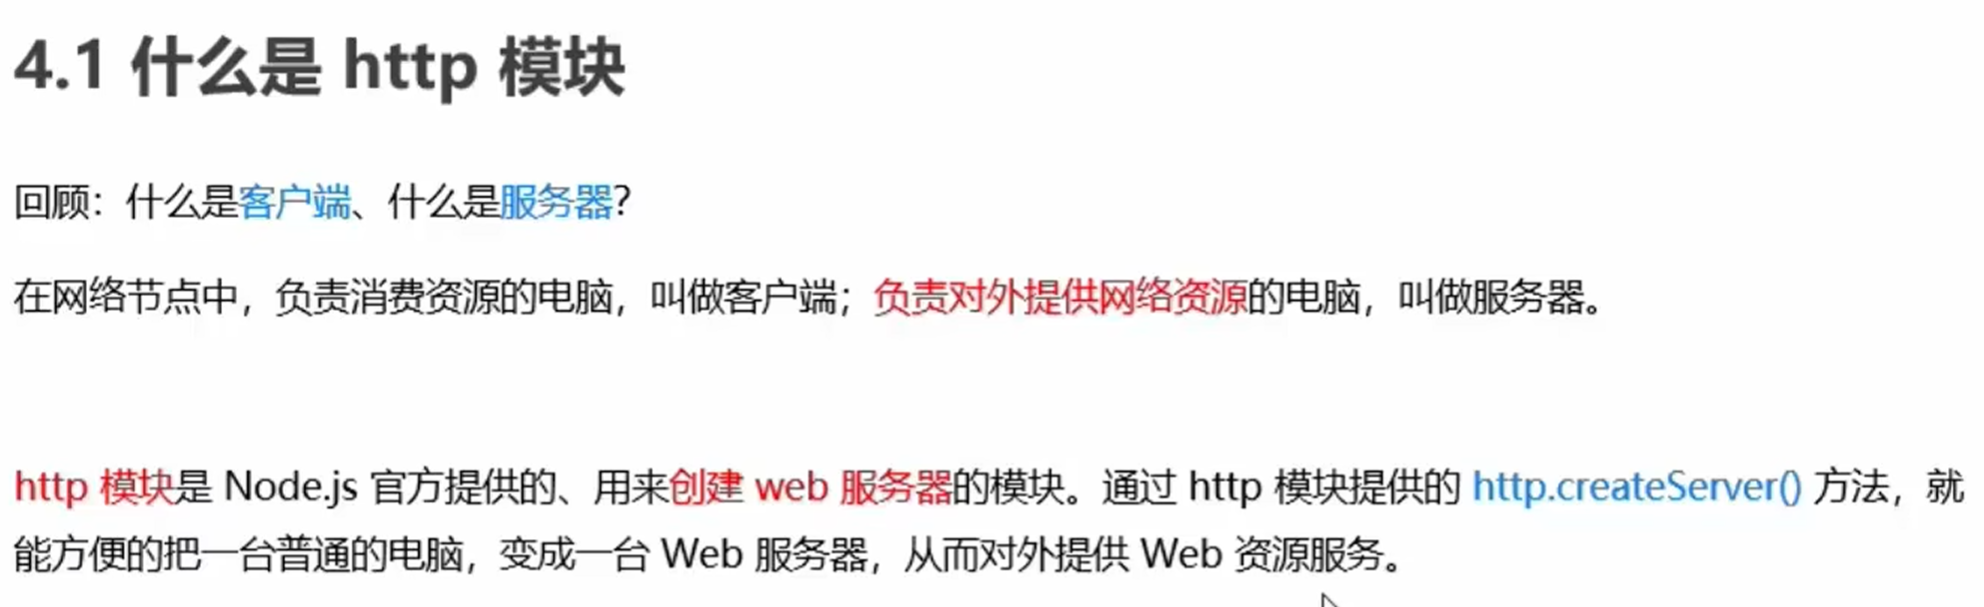 4.1 什么是 http 模块
回顾：什么是客户端、什么是服务器？
在网络节点中，负责消费资源的电脑，叫做客户端；负责对外提供网络资源的电脑，叫做服务器。
http 模块是 Node.js 官方提供的、用来创建 web 服务器的模块。通过 http 模块提供的 http.createServer() 方法，就
能方便的把一台普通的电脑，变成一台 Web 服务器，从而对外提供 Web 资源服务。